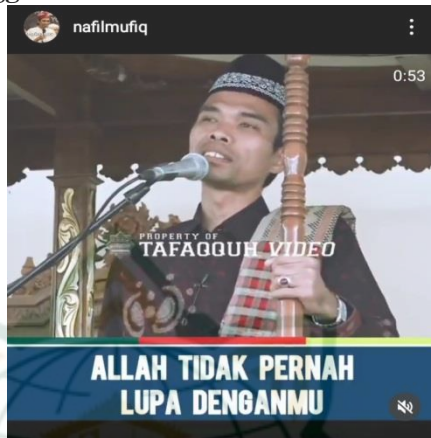 nafilmufiq
0:53
PROPERTY OF
TAFAQQUH VIDEO
ALLAH TIDAK PERNAH
LUPA DENGANMU